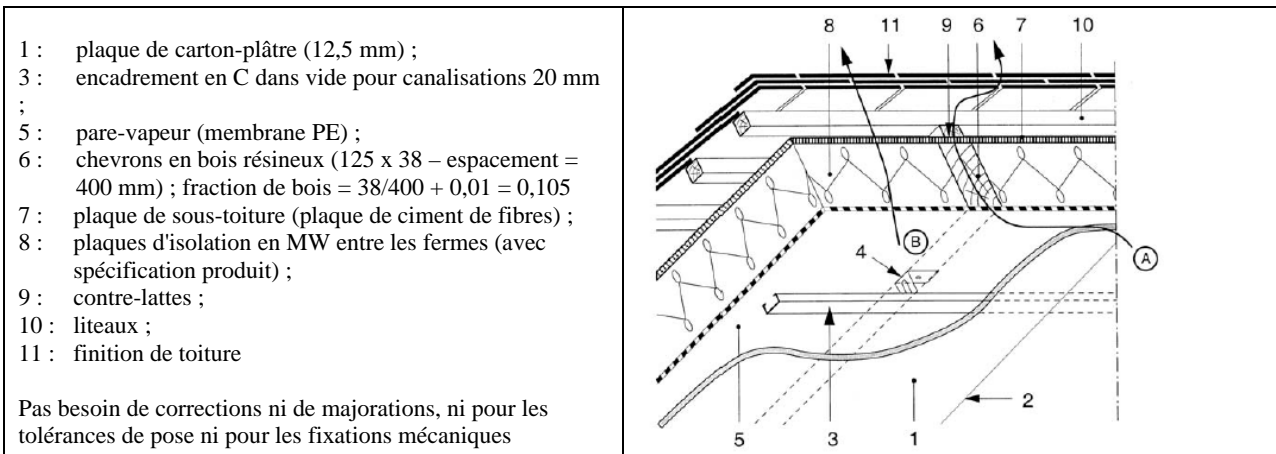 1 : plaque de carton-plâtre (12,5 mm) ;
3 : encadrement en C dans vide pour canalisations 20 mm
;
5 : pare-vapeur (membrane PE) ;
6 : chevrons en bois résineux (125 x 38 – espacement =
400 mm) ; fraction de bois = 38/400 + 0,01 = 0,105
7 : plaque de sous-toiture (plaque de ciment de fibres) ;
8 : plaques d'isolation en MW entre les fermes (avec
spécification produit) ;
9 : contre-lattes ;
10 : liteaux ;
11 : finition de toiture
Pas besoin de corrections ni de majorations, ni pour les
tolérances de pose ni pour les fixations mécaniques
8 11 9 6 7 10
B
A
4
2
5 3 1